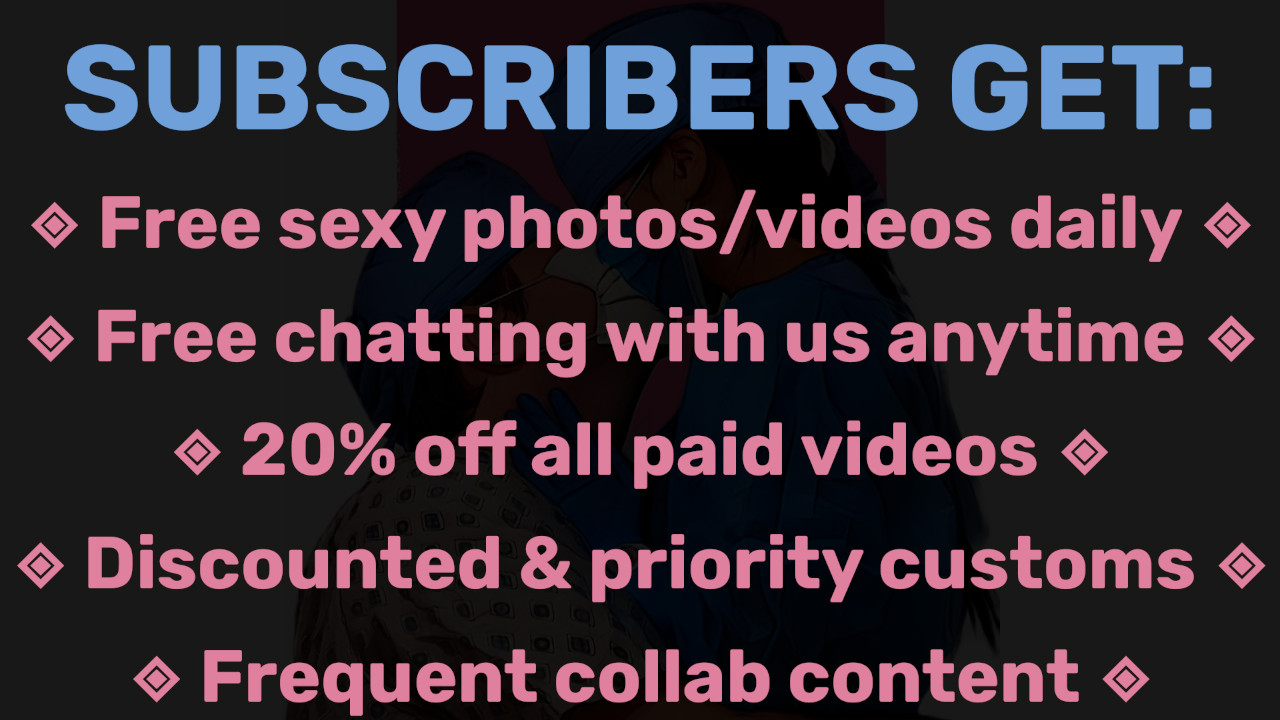 SUBSCRIBERS GET:
Free sexy photos/videos daily
Free chatting with us anytime
20% off all paid videos
Discounted & priority customs
Frequent collab content